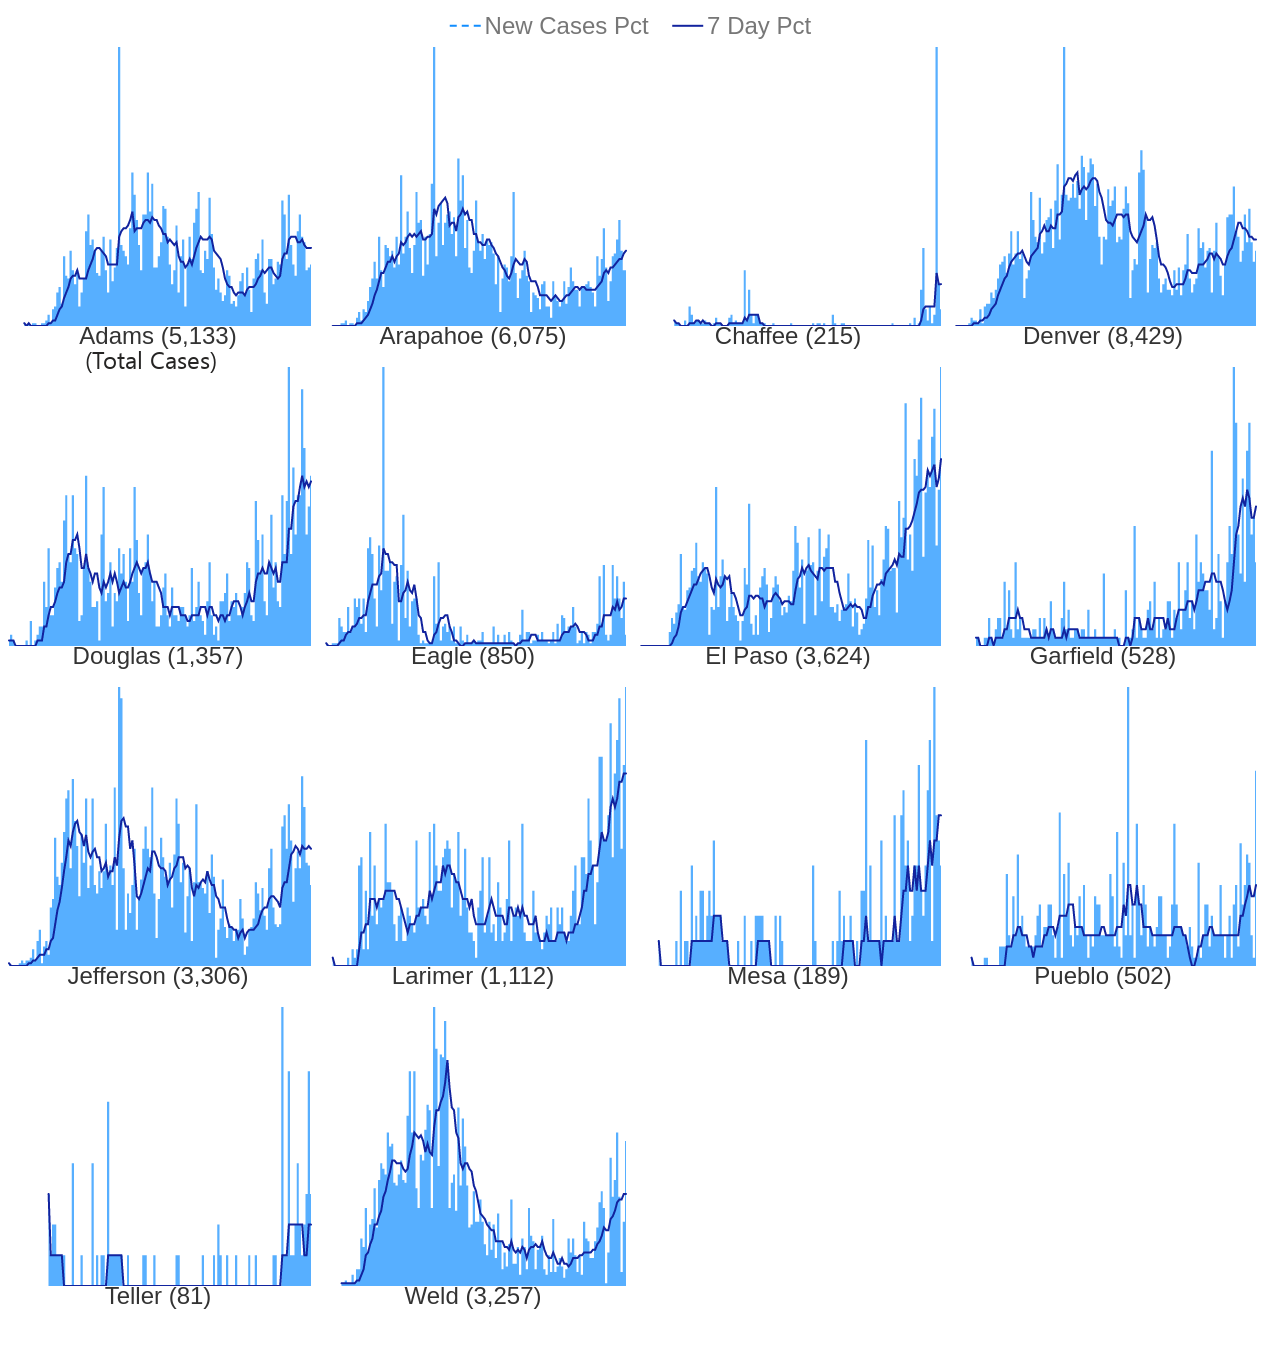 New Cases Pct 7 Day Pct
Adams (5,133) Arapahoe (6,075) Chaffee (215) Denver (8,429)
(Total Cases)
Douglas (1,357) Eagle (850) El Paso (3,624) Garfield (528)
Jefferson (3,306) Larimer (1,112) Mesa (189) Pueblo (502)
Teller (81) Weld (3,257)